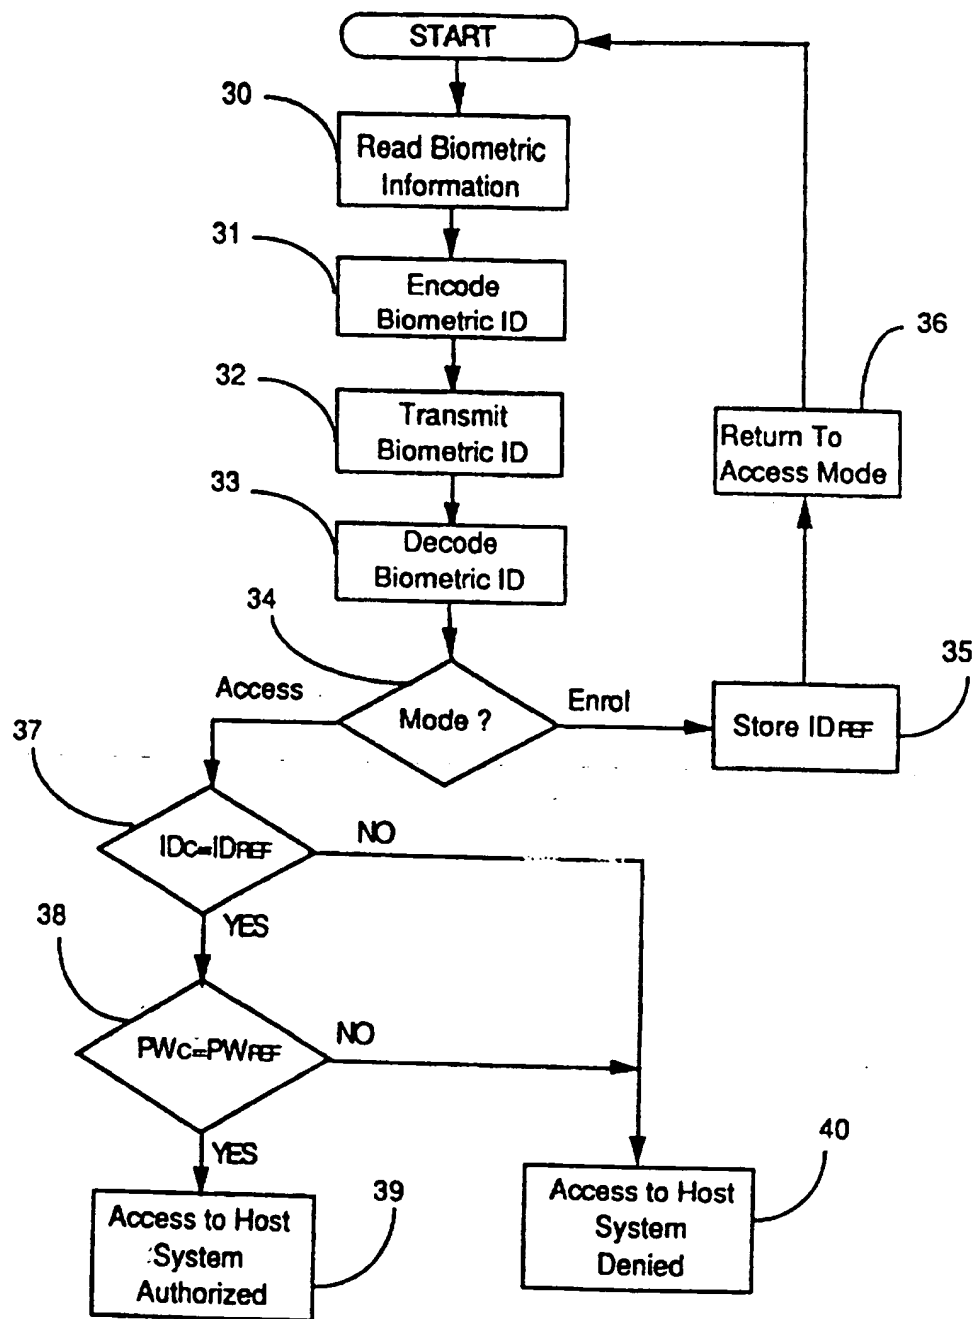 START
30
Read Biometric
Information
31
Encode
Biometric ID
32
Transmit
Biometric ID
33
Decode
Biometric ID
36
Return To
Access Mode
34
Mode ?
Access
Enrol
35
Store IDREF
37
IDC=IDREF
NO
YES
38
PWC=PWREF
NO
YES
39
Access to Host
System
Authorized
40
Access to Host
System
Denied